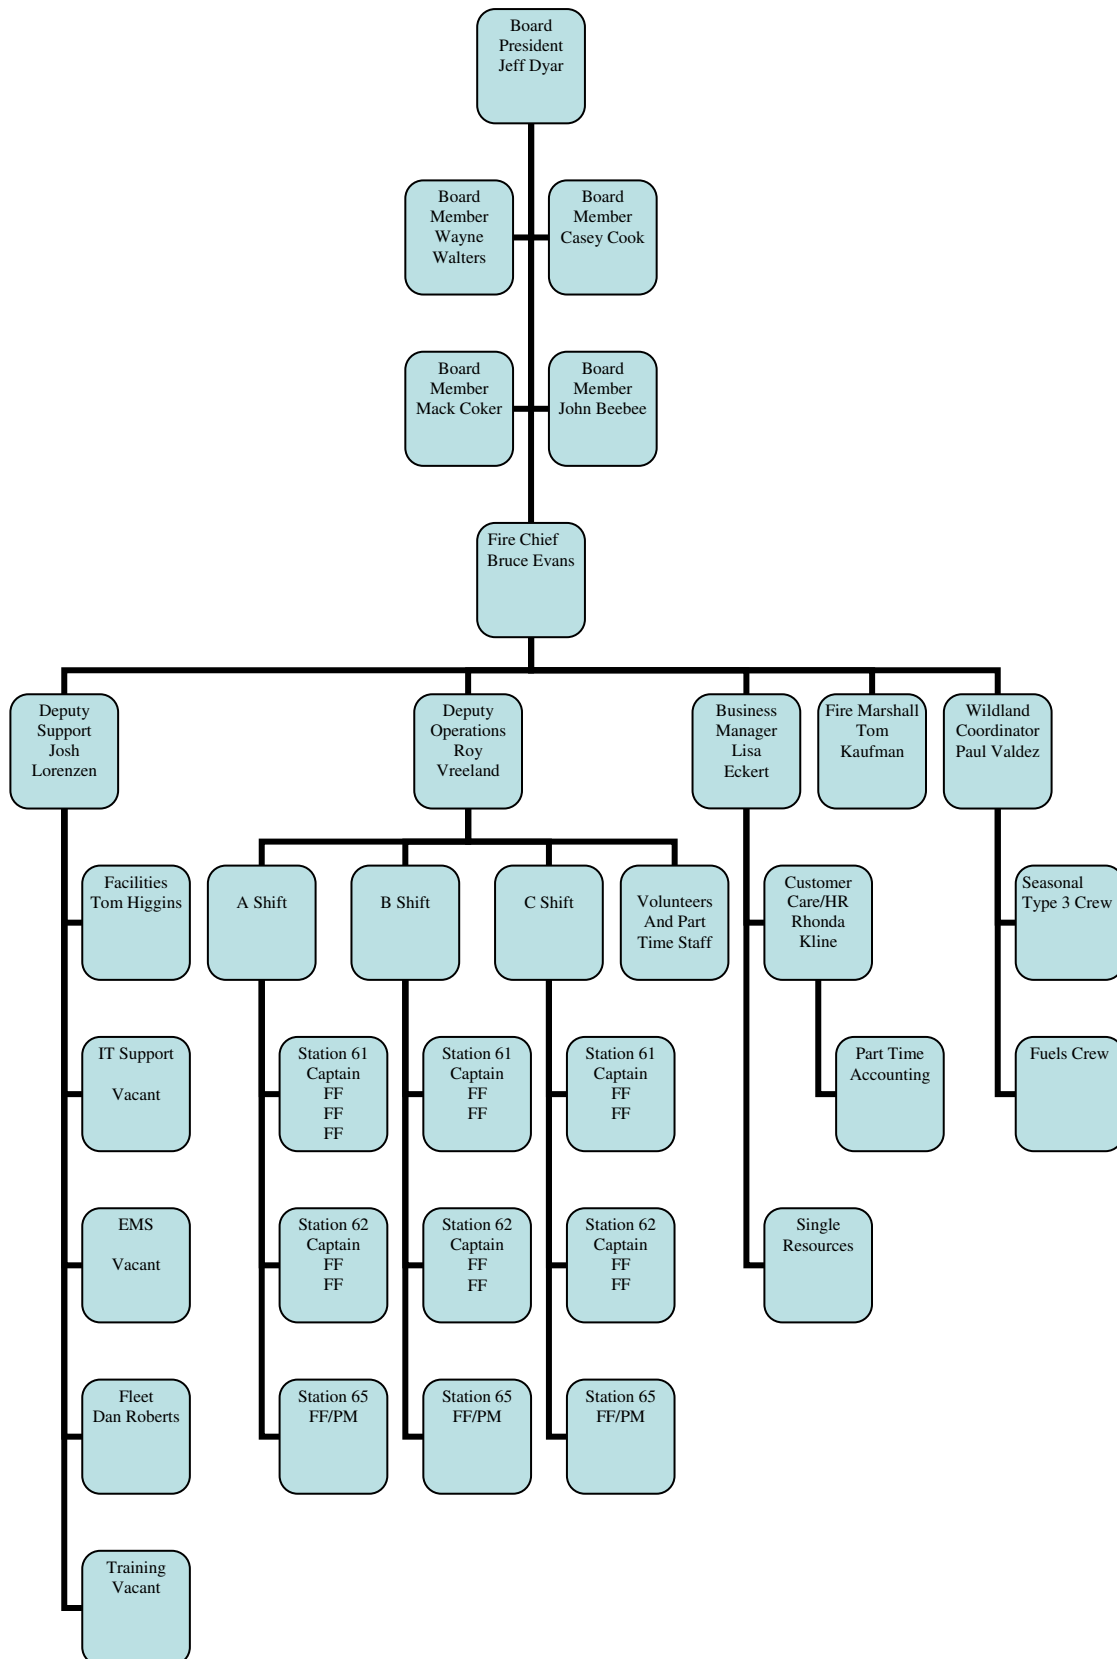 Board
President
Jeff Dyar
Board
Member
Wayne
Walters
Board
Member
Casey Cook
Board
Member
Mack Coker
Board
Member
John Beebee
Fire Chief
Bruce Evans
Deputy
Support
Josh
Lorenzen
Deputy
Operations
Roy
Vreeland
Business
Manager
Lisa
Eckert
Fire Marshall
Tom
Kaufman
Wildland
Coordinator
Paul Valdez
Facilities
Tom Higgins
A Shift
B Shift
C Shift
Volunteers
And Part
Time Staff
Customer
Care/HR
Rhonda
Kline
Seasonal
Type 3 Crew
IT Support
Vacant
Station 61
Captain
FF
FF
FF
Station 61
Captain
FF
FF
Station 61
Captain
FF
FF
Part Time
Accounting
Fuels Crew
EMS
Vacant
Station 62
Captain
FF
FF
Station 62
Captain
FF
FF
Station 62
Captain
FF
FF
Single
Resources
Fleet
Dan Roberts
Station 65
FF/PM
Station 65
FF/PM
Station 65
FF/PM
Training
Vacant